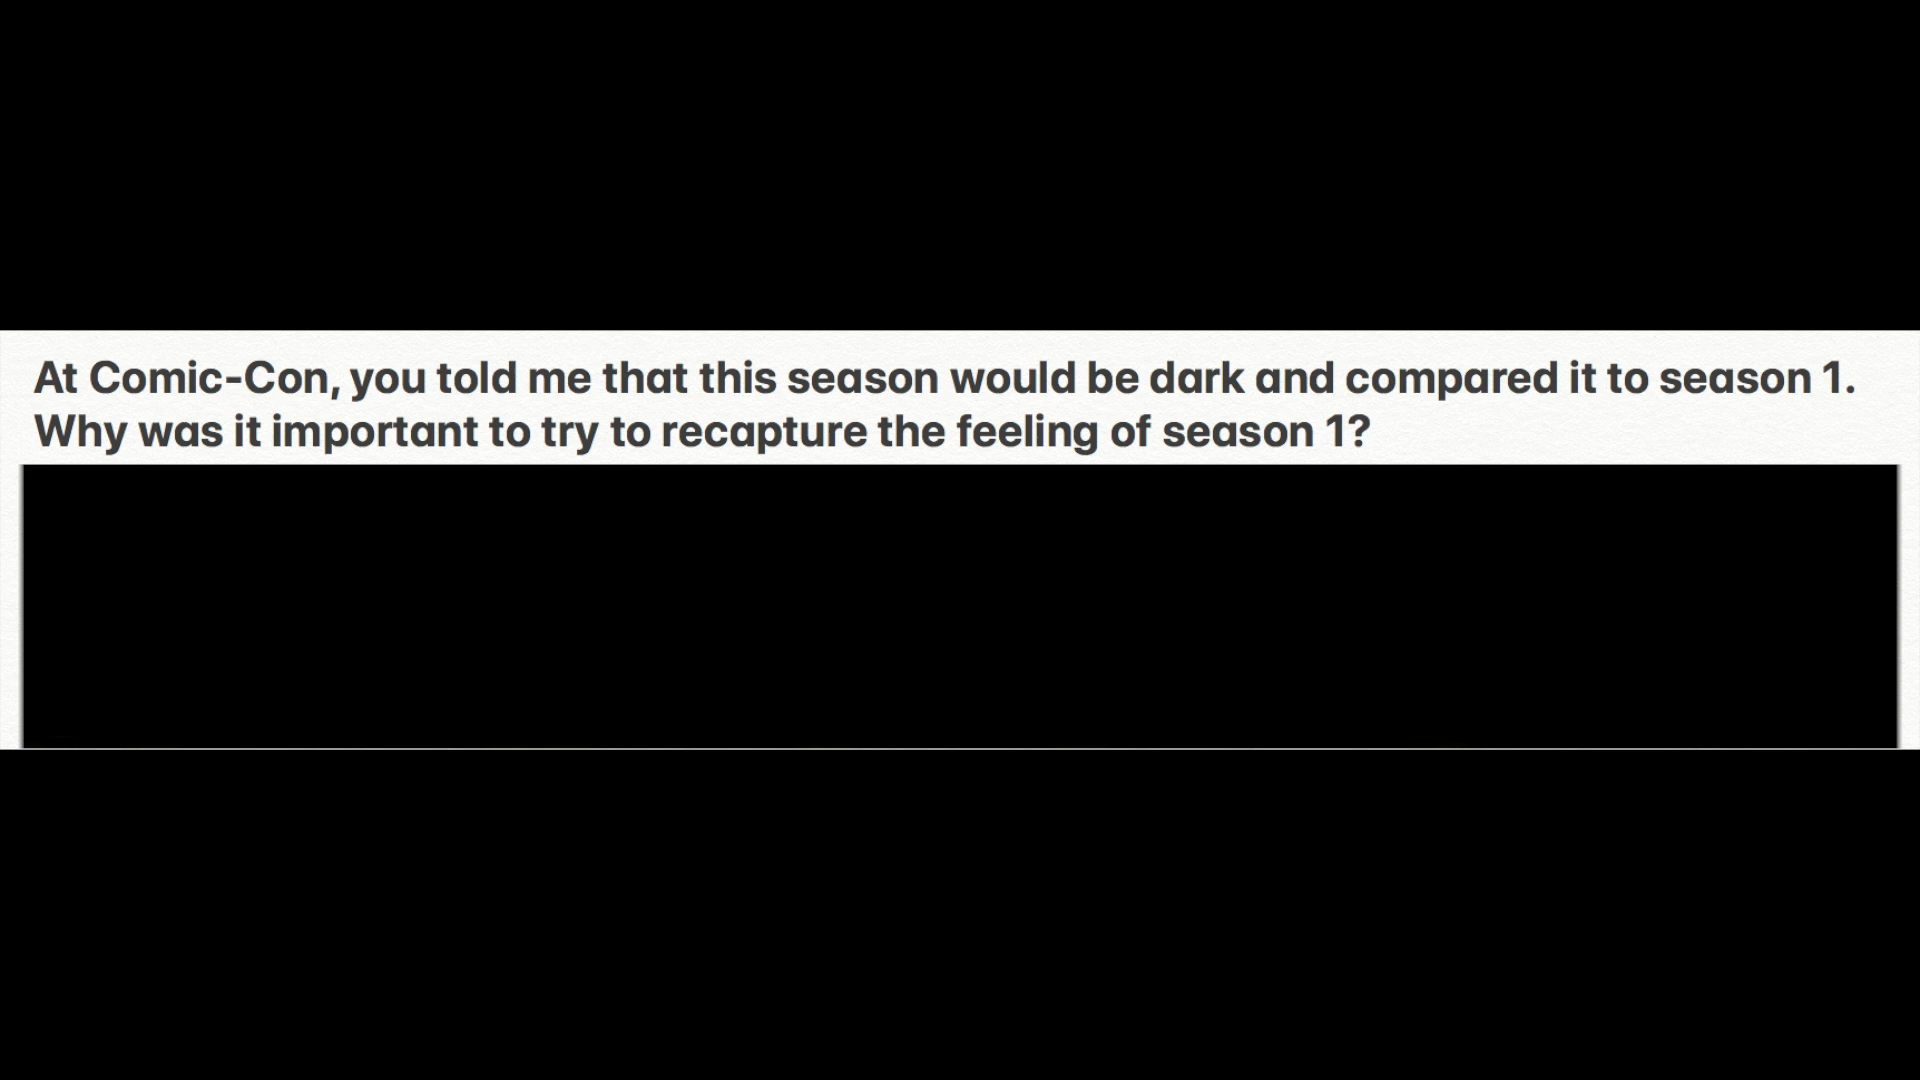 At Comic-Con, you told me that this season would be dark and compared it to season 1.
Why was it important to try to recapture the feeling of season 1?